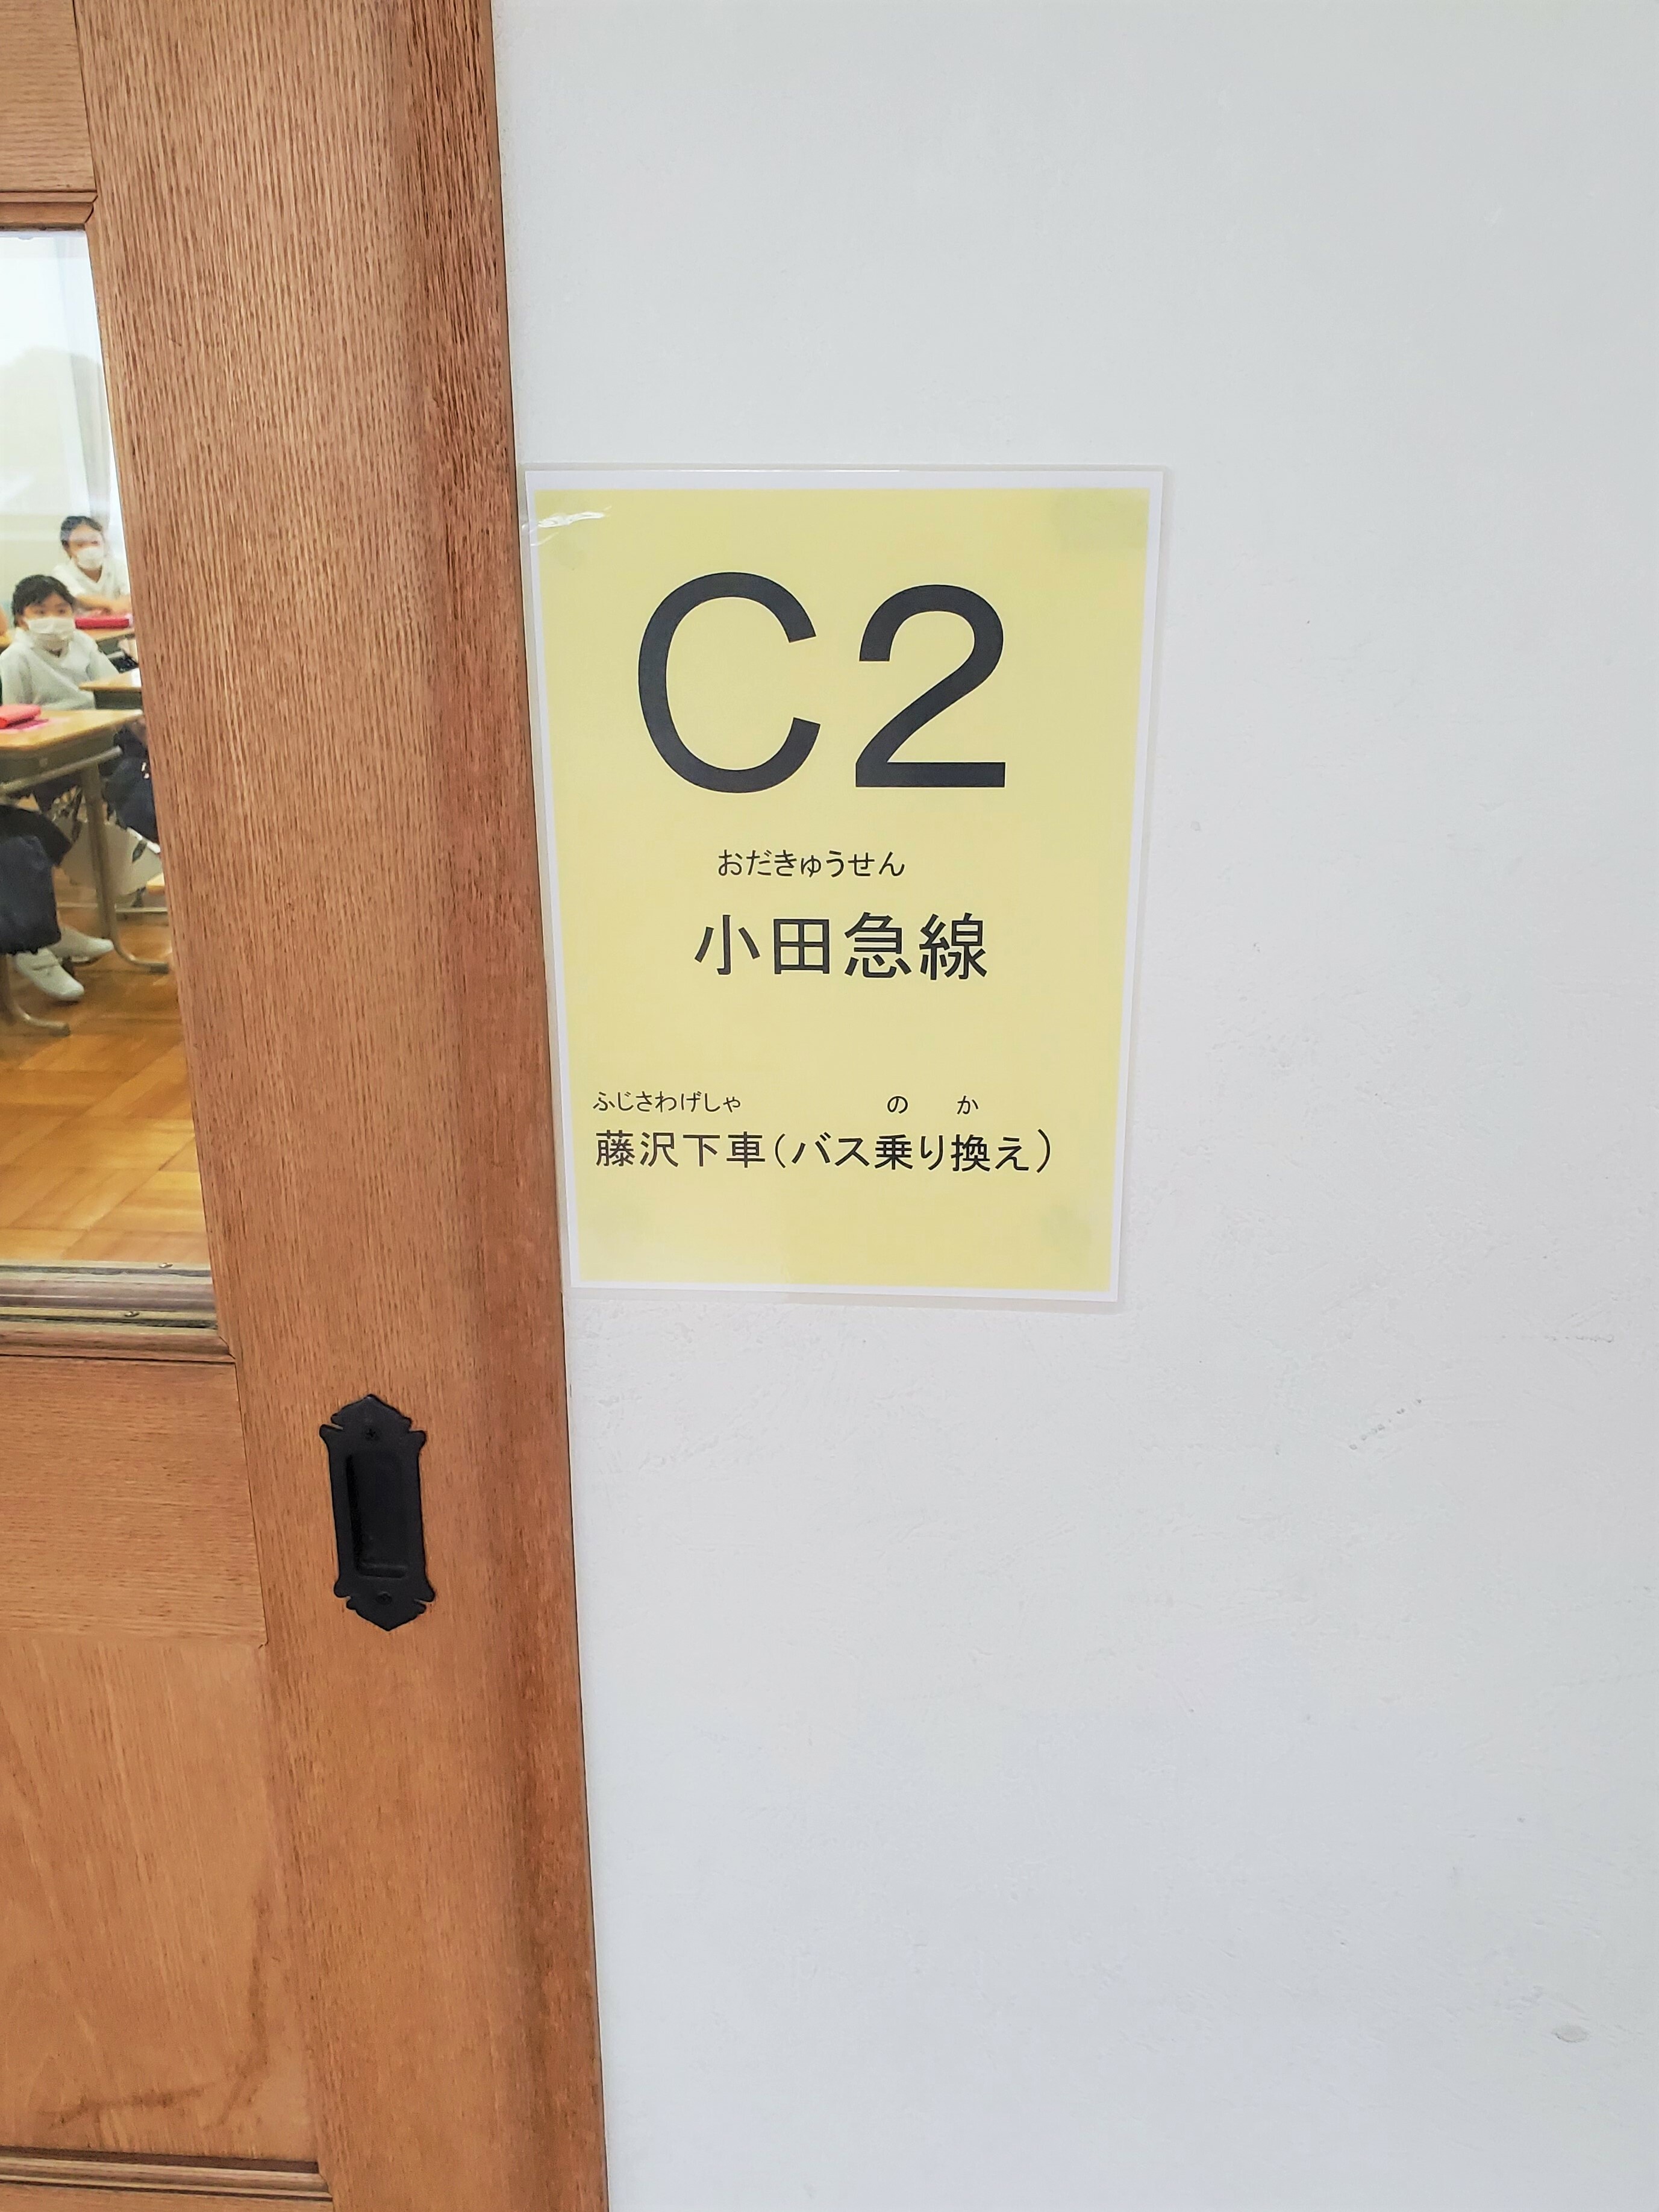 C2
おだきゅうせん
小田急線
ふじさわげしゃ の か
藤沢下車(バス乗り換え)